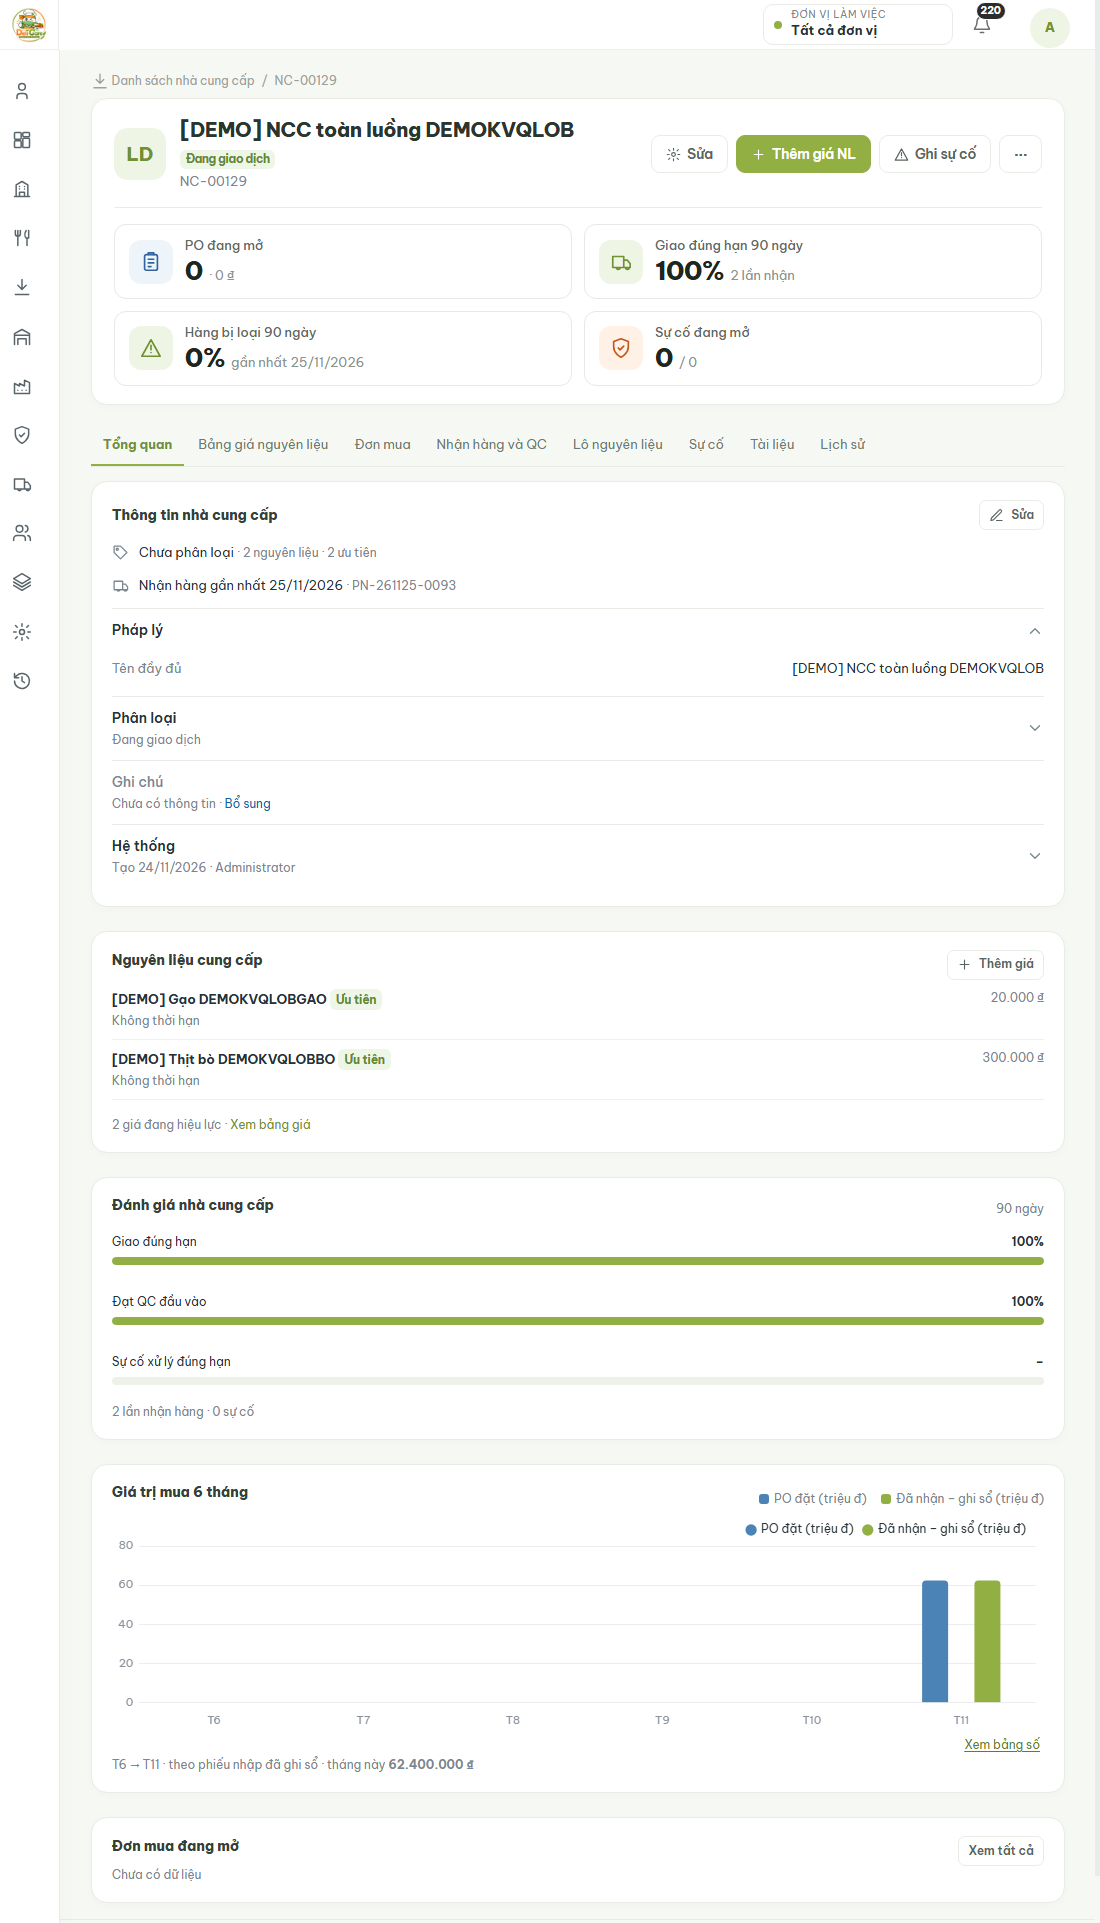 ĐƠN VỊ LÀM VIỆC
Tất cả đơn vị
220
A
Danh sách nhà cung cấp / NC-00129
LD
[DEMO] NCC toàn luồng DEMOKVQLOB
Đang giao dịch
NC-00129
Sửa
Thêm giá NL
Ghi sự cố
...
PO đang mở
0 · 0 ₫
Giao đúng hạn 90 ngày
100% 2 lần nhận
Hàng bị loại 90 ngày
0% gần nhất 25/11/2026
Sự cố đang mở
0 / 0
Tổng quan
Bảng giá nguyên liệu
Đơn mua
Nhận hàng và QC
Lô nguyên liệu
Sự cố
Tài liệu
Lịch sử
Thông tin nhà cung cấp
Sửa
Chưa phân loại · 2 nguyên liệu · 2 ưu tiên
Nhận hàng gần nhất 25/11/2026 · PN-261125-0093
Pháp lý
Tên đầy đủ
[DEMO] NCC toàn luồng DEMOKVQLOB
Phân loại
Đang giao dịch
Ghi chú
Chưa có thông tin · Bổ sung
Hệ thống
Tạo 24/11/2026 · Administrator
Nguyên liệu cung cấp
Thêm giá
[DEMO] Gạo DEMOKVQLOBGAO Ưu tiên
20.000 ₫
Không thời hạn
[DEMO] Thịt bò DEMOKVQLOBBO Ưu tiên
300.000 ₫
Không thời hạn
2 giá đang hiệu lực · Xem bảng giá
Đánh giá nhà cung cấp
90 ngày
Giao đúng hạn
100%
Đạt QC đầu vào
100%
Sự cố xử lý đúng hạn
–
2 lần nhận hàng · 0 sự cố
Giá trị mua 6 tháng
PO đặt (triệu đ) Đã nhận – ghi sổ (triệu đ)
PO đặt (triệu đ) Đã nhận – ghi sổ (triệu đ)
80
60
40
20
0
T6 T7 T8 T9 T10 T11
Xem bảng số
T6 → T11 · theo phiếu nhập đã ghi sổ · tháng này 62.400.000 ₫
Đơn mua đang mở
Xem tất cả
Chưa có dữ liệu